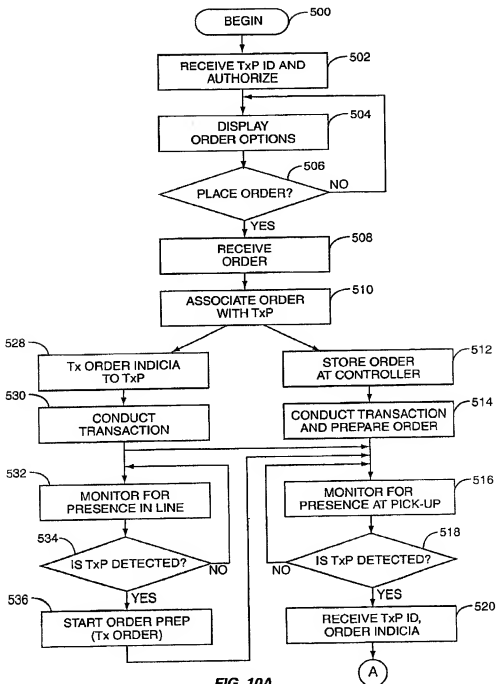 BEGIN
500
RECEIVE TxP ID AND
AUTHORIZE
502
DISPLAY
ORDER OPTIONS
504
PLACE ORDER?
506
NO
YES
RECEIVE
ORDER
508
ASSOCIATE ORDER
WITH TxP
510
528
Tx ORDER INDICIA
TO TxP
530
CONDUCT
TRANSACTION
532
MONITOR FOR
PRESENCE IN LINE
534
IS TxP DETECTED?
NO
YES
536
START ORDER PREP
(Tx ORDER)
STORE ORDER
AT CONTROLLER
512
CONDUCT TRANSACTION
AND PREPARE ORDER
514
MONITOR FOR
PRESENCE AT PICK-UP
516
IS TxP DETECTED?
518
NO
YES
RECEIVE TxP ID,
ORDER INDICIA
520
A
FIG. 10A